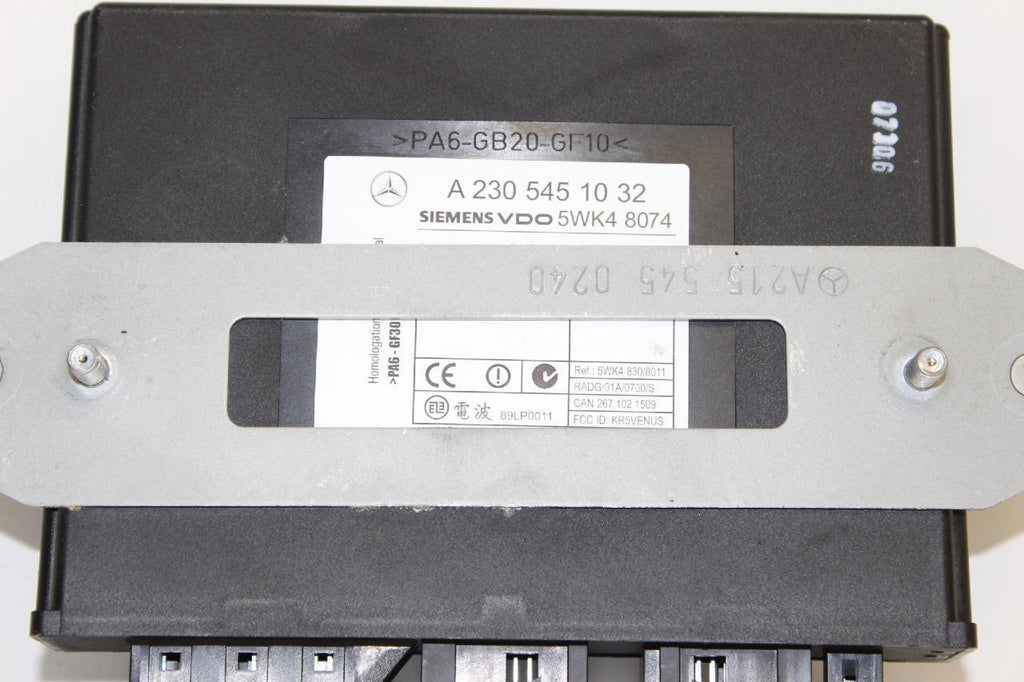 >PA6-GB20-GF10<
A 230 545 10 32
SIEMENS VDO 5WK4 8074
A215 545 0240
Homologation
>PA6 - GF30
CE
Ref.: 5WK4 830/8011
RADG/91A/0700/S
CAN 267 102 1509
FCC ID: KR5VENUS
電波 89LP0011